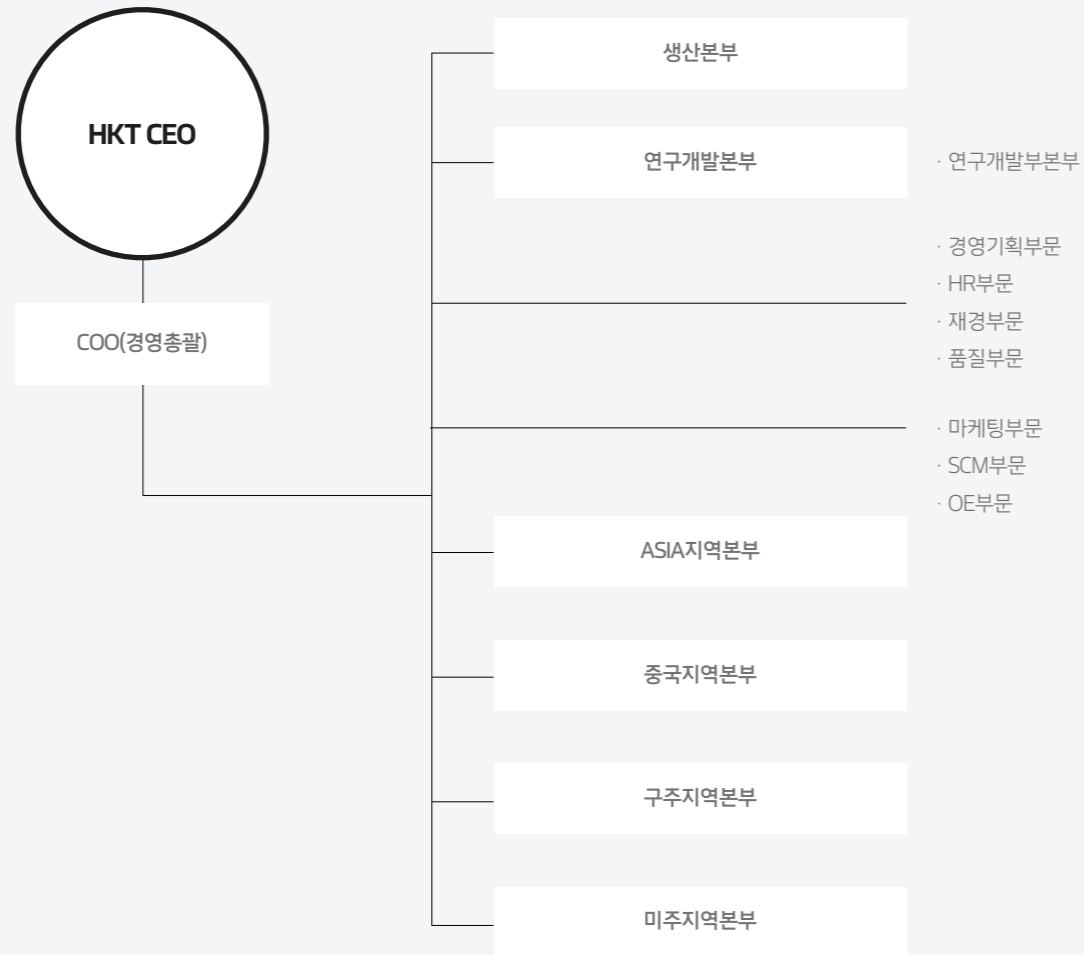 HKT CEO
COO(경영총괄)
생산본부
연구개발본부
· 연구개발부본부
· 경영기획부문
· HR부문
· 재경부문
· 품질부문
· 마케팅부문
· SCM부문
· OE부문
ASIA지역본부
중국지역본부
구주지역본부
미주지역본부